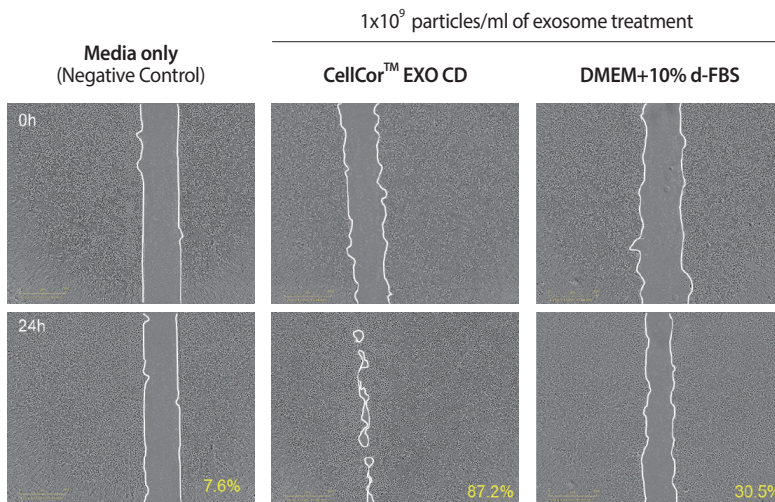 1x10⁹ particles/ml of exosome treatment
Media only
(Negative Control)
CellCor™ EXO CD
DMEM+10% d-FBS
0h
24h
7.6%
87.2%
30.5%